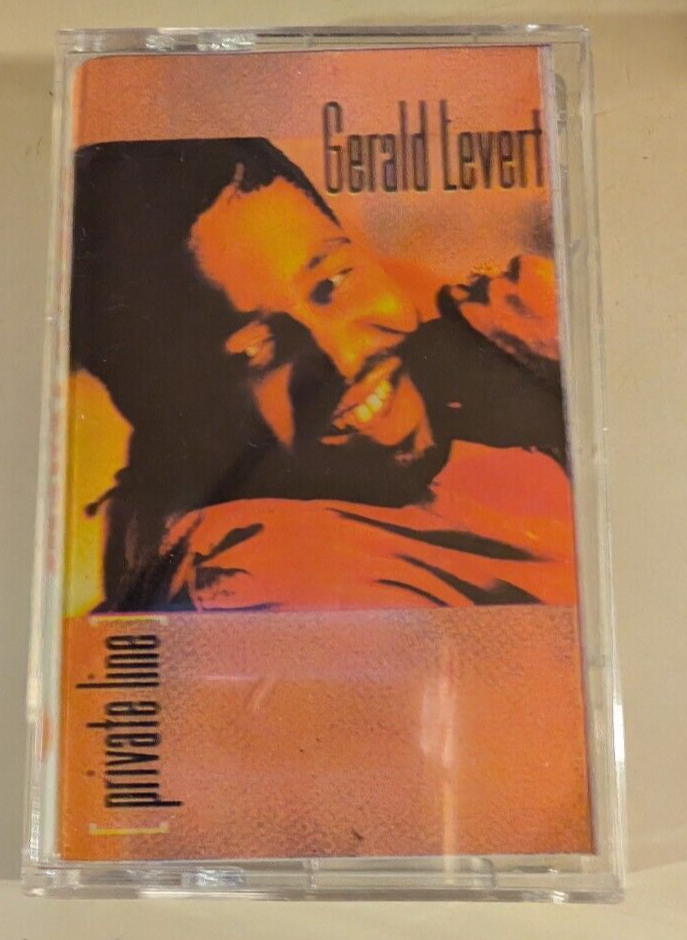 Gerald Levert
[ private line ]